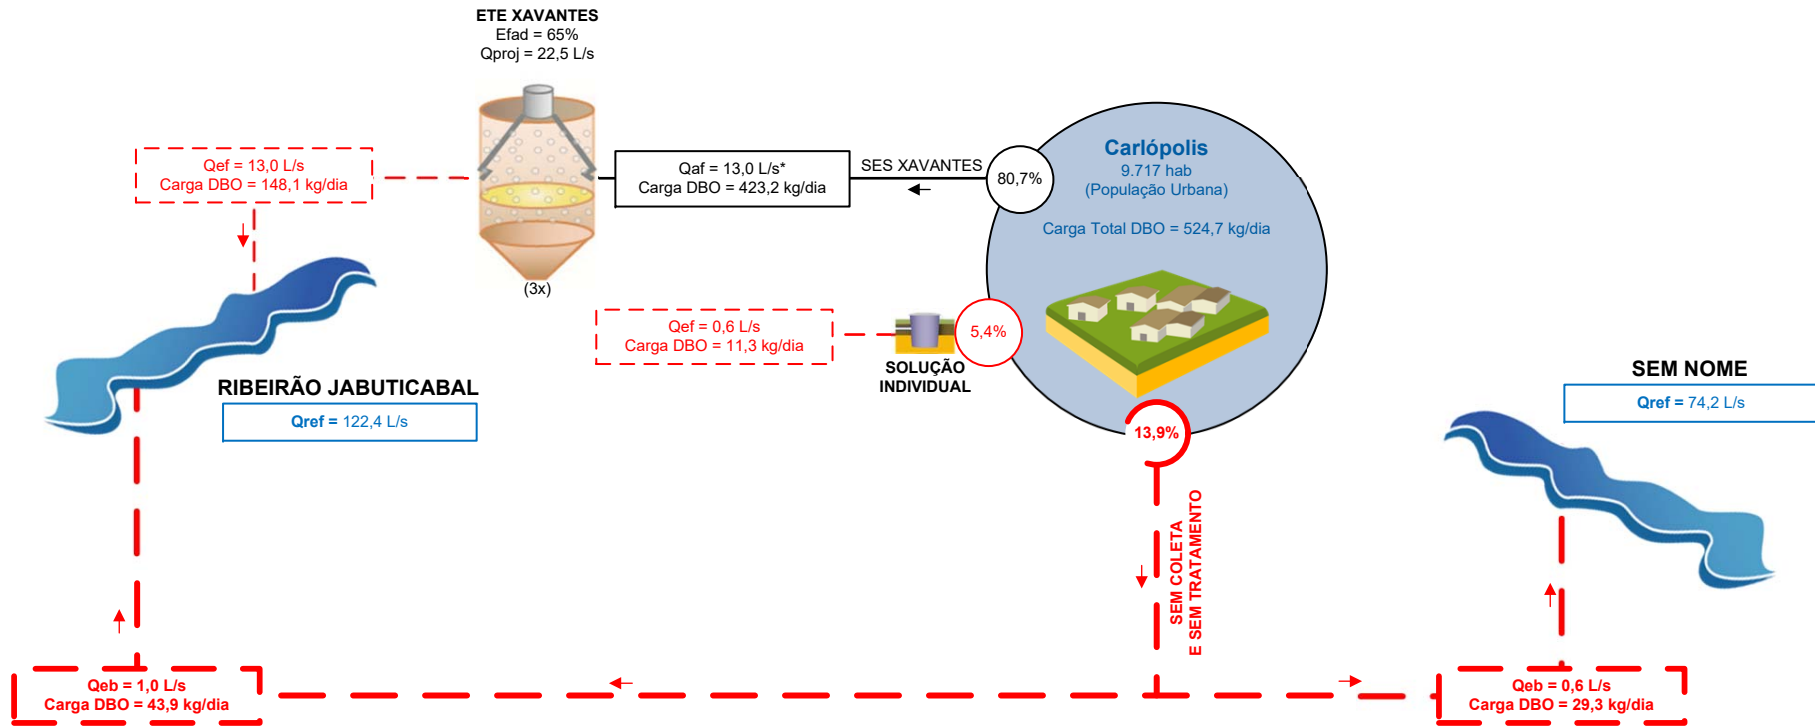 ETE XAVANTES
Efad = 65%
Qproj = 22,5 L/s
Qef = 13,0 L/s
Carga DBO = 148,1 kg/dia
Qaf = 13,0 L/s*
Carga DBO = 423,2 kg/dia
SES XAVANTES
80,7%
Carlópolis
9.717 hab
(População Urbana)
Carga Total DBO = 524,7 kg/dia
(3x)
Qef = 0,6 L/s
Carga DBO = 11,3 kg/dia
5,4%
SOLUÇÃO
INDIVIDUAL
RIBEIRÃO JABUTICABAL
Qref = 122,4 L/s
SEM NOME
Qref = 74,2 L/s
13,9%
SEM COLETA
E SEM TRATAMENTO
Qeb = 1,0 L/s
Carga DBO = 43,9 kg/dia
Qeb = 0,6 L/s
Carga DBO = 29,3 kg/dia